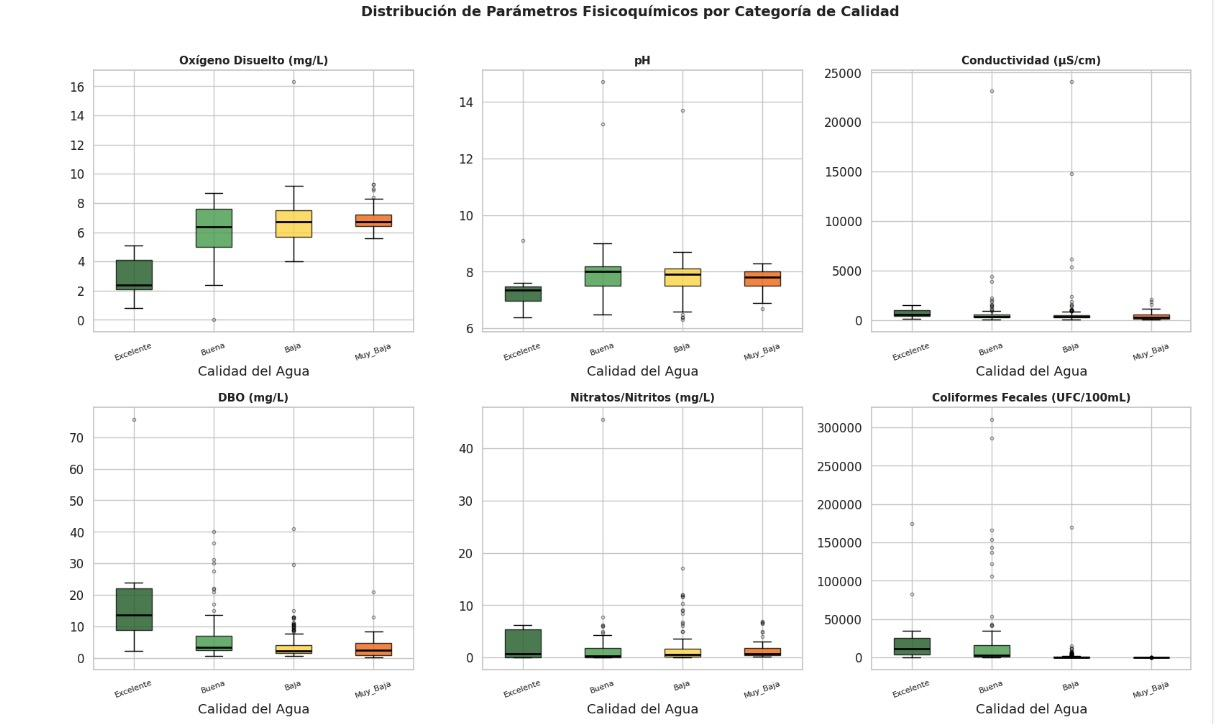 Distribución de Parámetros Fisicoquímicos por Categoría de Calidad
Oxígeno Disuelto (mg/L)
16
14
12
10
8
6
4
2
0
Excelente
Buena
Baja
Muy_Baja
Calidad del Agua
pH
14
12
10
8
6
Excelente
Buena
Baja
Muy_Baja
Calidad del Agua
Conductividad (µS/cm)
25000
20000
15000
10000
5000
0
Excelente
Buena
Baja
Muy_Baja
Calidad del Agua
DBO (mg/L)
70
60
50
40
30
20
10
0
Excelente
Buena
Baja
Muy_Baja
Calidad del Agua
Nitratos/Nitritos (mg/L)
40
30
20
10
0
Excelente
Buena
Baja
Muy_Baja
Calidad del Agua
Coliformes Fecales (UFC/100mL)
300000
250000
200000
150000
100000
50000
0
Excelente
Buena
Baja
Muy_Baja
Calidad del Agua